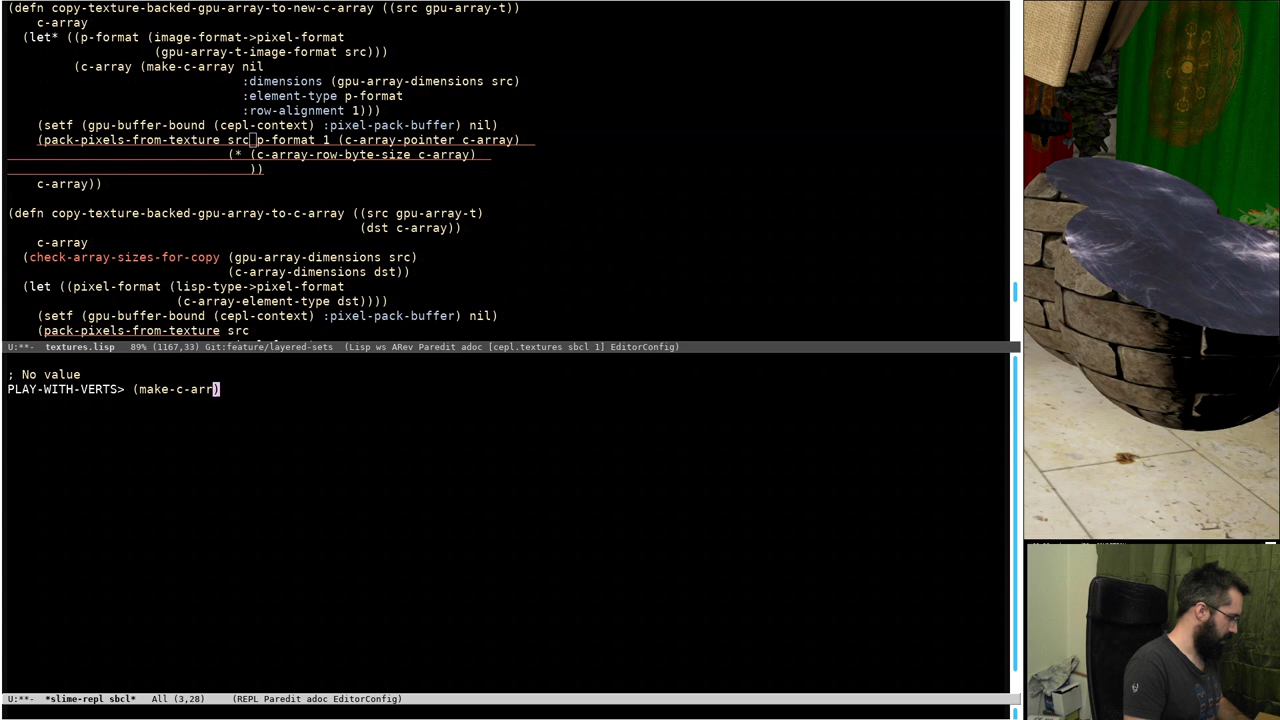 (defn copy-texture-backed-gpu-array-to-new-c-array ((src gpu-array-t))
    c-array
  (let* ((p-format (image-format->pixel-format
                    (gpu-array-t-image-format src)))
         (c-array (make-c-array nil
                                :dimensions (gpu-array-dimensions src)
                                :element-type p-format
                                :row-alignment 1)))
    (setf (gpu-buffer-bound (cepl-context) :pixel-pack-buffer) nil)
    (pack-pixels-from-texture src p-format 1 (c-array-pointer c-array)
                              (* (c-array-row-byte-size c-array)
                                 ))
    c-array))
(defn copy-texture-backed-gpu-array-to-c-array ((src gpu-array-t)
                                                (dst c-array))
    c-array
  (check-array-sizes-for-copy (gpu-array-dimensions src)
                              (c-array-dimensions dst))
  (let ((pixel-format (lisp-type->pixel-format
                       (c-array-element-type dst))))
    (setf (gpu-buffer-bound (cepl-context) :pixel-pack-buffer) nil)
    (pack-pixels-from-texture src
U:**-  textures.lisp   89% (1167,33) Git:feature/layered-sets  (Lisp ws ARev Paredit adoc [cepl.textures sbcl 1] EditorConfig)
; No value
PLAY-WITH-VERTS> (make-c-arr)
U:**-  *slime-repl sbcl*   All (3,28)     (REPL Paredit adoc EditorConfig)